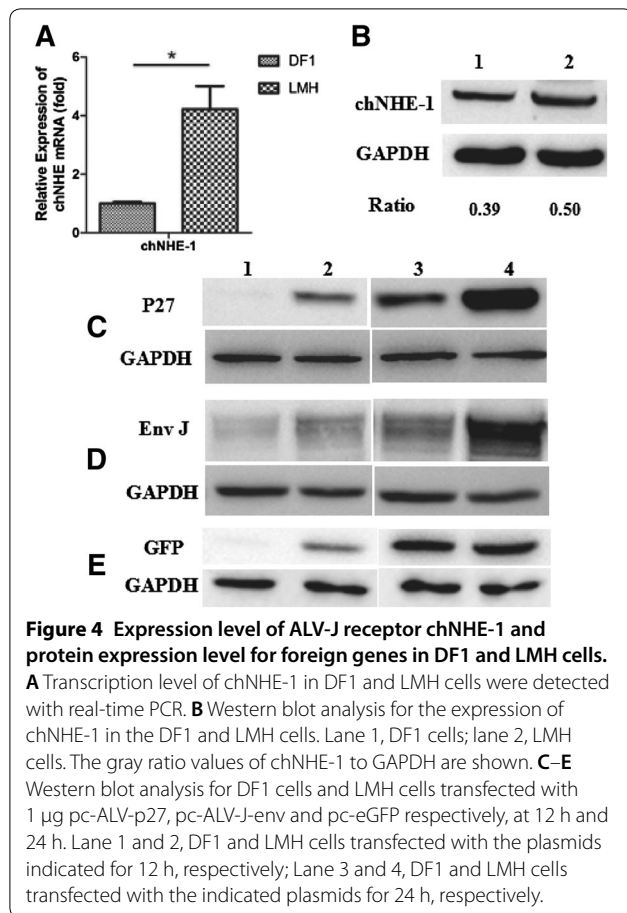 A
*
DF1
LMH
Relative Expression of
chNHE mRNA (fold)
8
6
4
2
0
chNHE-1
B
1 2
chNHE-1
GAPDH
Ratio 0.39 0.50
1 2 3 4
P27
C
GAPDH
Env J
D
GAPDH
GFP
E
GAPDH
Figure 4 Expression level of ALV-J receptor chNHE-1 and
protein expression level for foreign genes in DF1 and LMH cells.
A Transcription level of chNHE-1 in DF1 and LMH cells were detected
with real-time PCR. B Western blot analysis for the expression of
chNHE-1 in the DF1 and LMH cells. Lane 1, DF1 cells; lane 2, LMH
cells. The gray ratio values of chNHE-1 to GAPDH are shown. C–E
Western blot analysis for DF1 cells and LMH cells transfected with
1 µg pc-ALV-p27, pc-ALV-J-env and pc-eGFP respectively, at 12 h and
24 h. Lane 1 and 2, DF1 and LMH cells transfected with the plasmids
indicated for 12 h, respectively; Lane 3 and 4, DF1 and LMH cells
transfected with the indicated plasmids for 24 h, respectively.